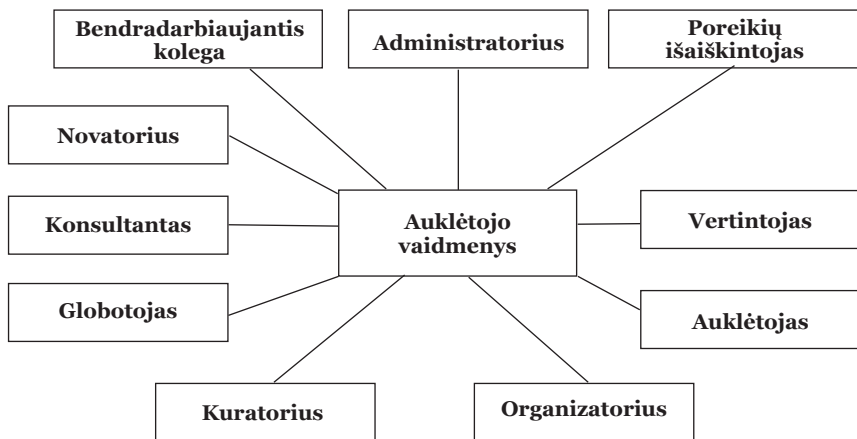 Bendradarbiaujantis
kolega
Administratorius
Poreikių
išaiškintojas
Novatorius
Konsultantas
Auklėtojo
vaidmenys
Vertintojas
Globotojas
Auklėtojas
Kuratorius
Organizatorius